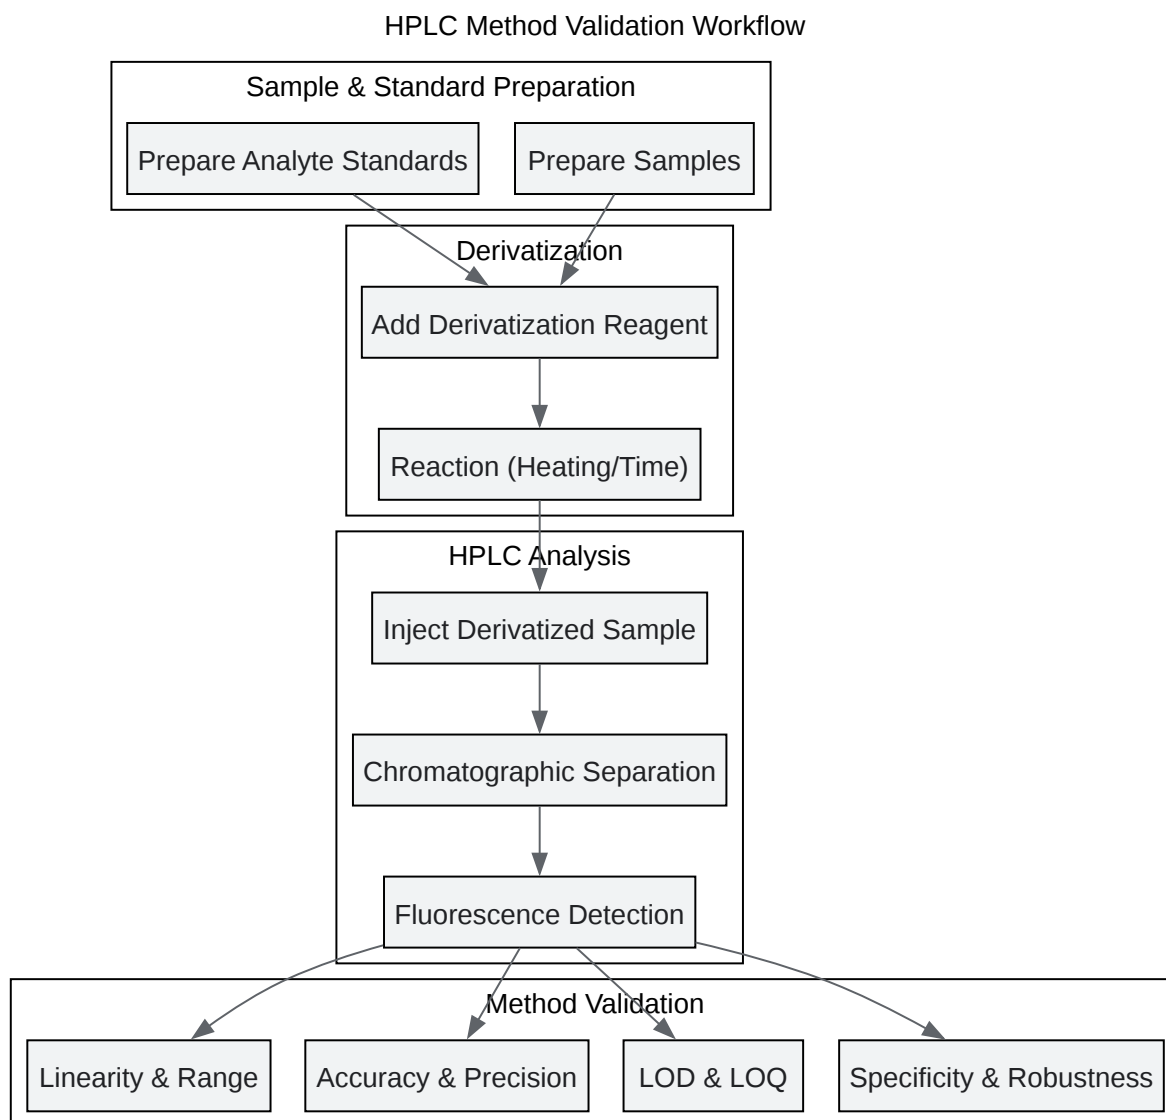 HPLC Method Validation Workflow
Sample & Standard Preparation
Prepare Analyte Standards
Prepare Samples
Derivatization
Add Derivatization Reagent
Reaction (Heating/Time)
HPLC Analysis
Inject Derivatized Sample
Chromatographic Separation
Fluorescence Detection
Method Validation
Linearity & Range
Accuracy & Precision
LOD & LOQ
Specificity & Robustness